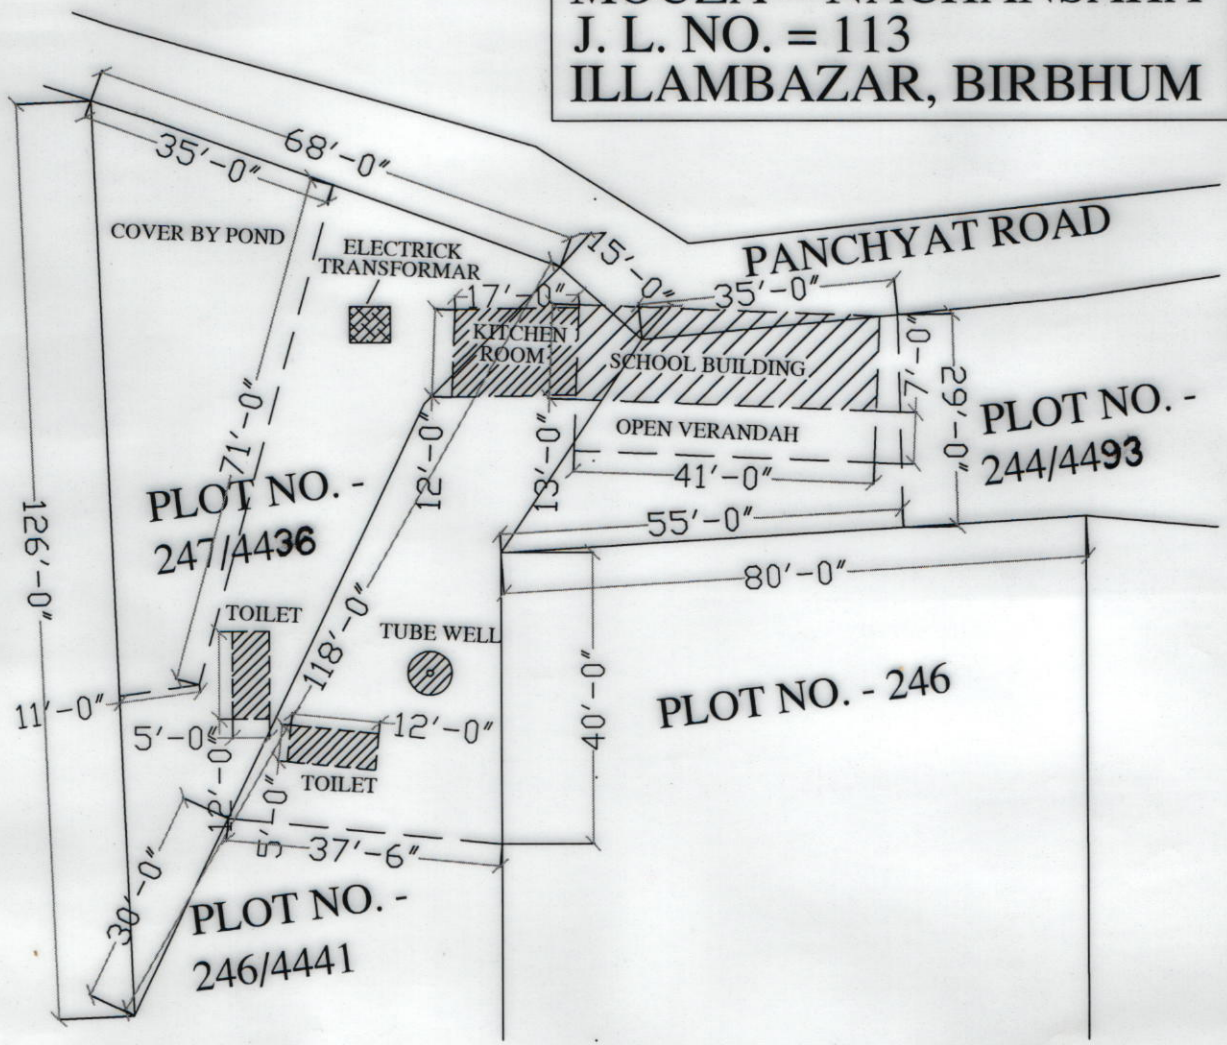 J. L. NO. = 113
ILLAMBAZAR, BIRBHUM
68'-0"
35'-0"
COVER BY POND
ELECTRICK
TRANSFORMAR
15'-0"
PANCHYAT ROAD
17'-0"
35'-0"
KITCHEN
ROOM
SCHOOL BUILDING
7'-0"
29'-0"
OPEN VERANDAH
PLOT NO. -
244/4493
71'-0"
12'-0"
13'-0"
41'-0"
55'-0"
80'-0"
PLOT NO. -
247/4436
126'-0"
TOILET
118'-0"
TUBE WELL
40'-0"
PLOT NO. - 246
11'-0"
5'-0"
12'-0"
12'-0"
TOILET
5'-0"
37'-6"
30'-0"
PLOT NO. -
246/4441